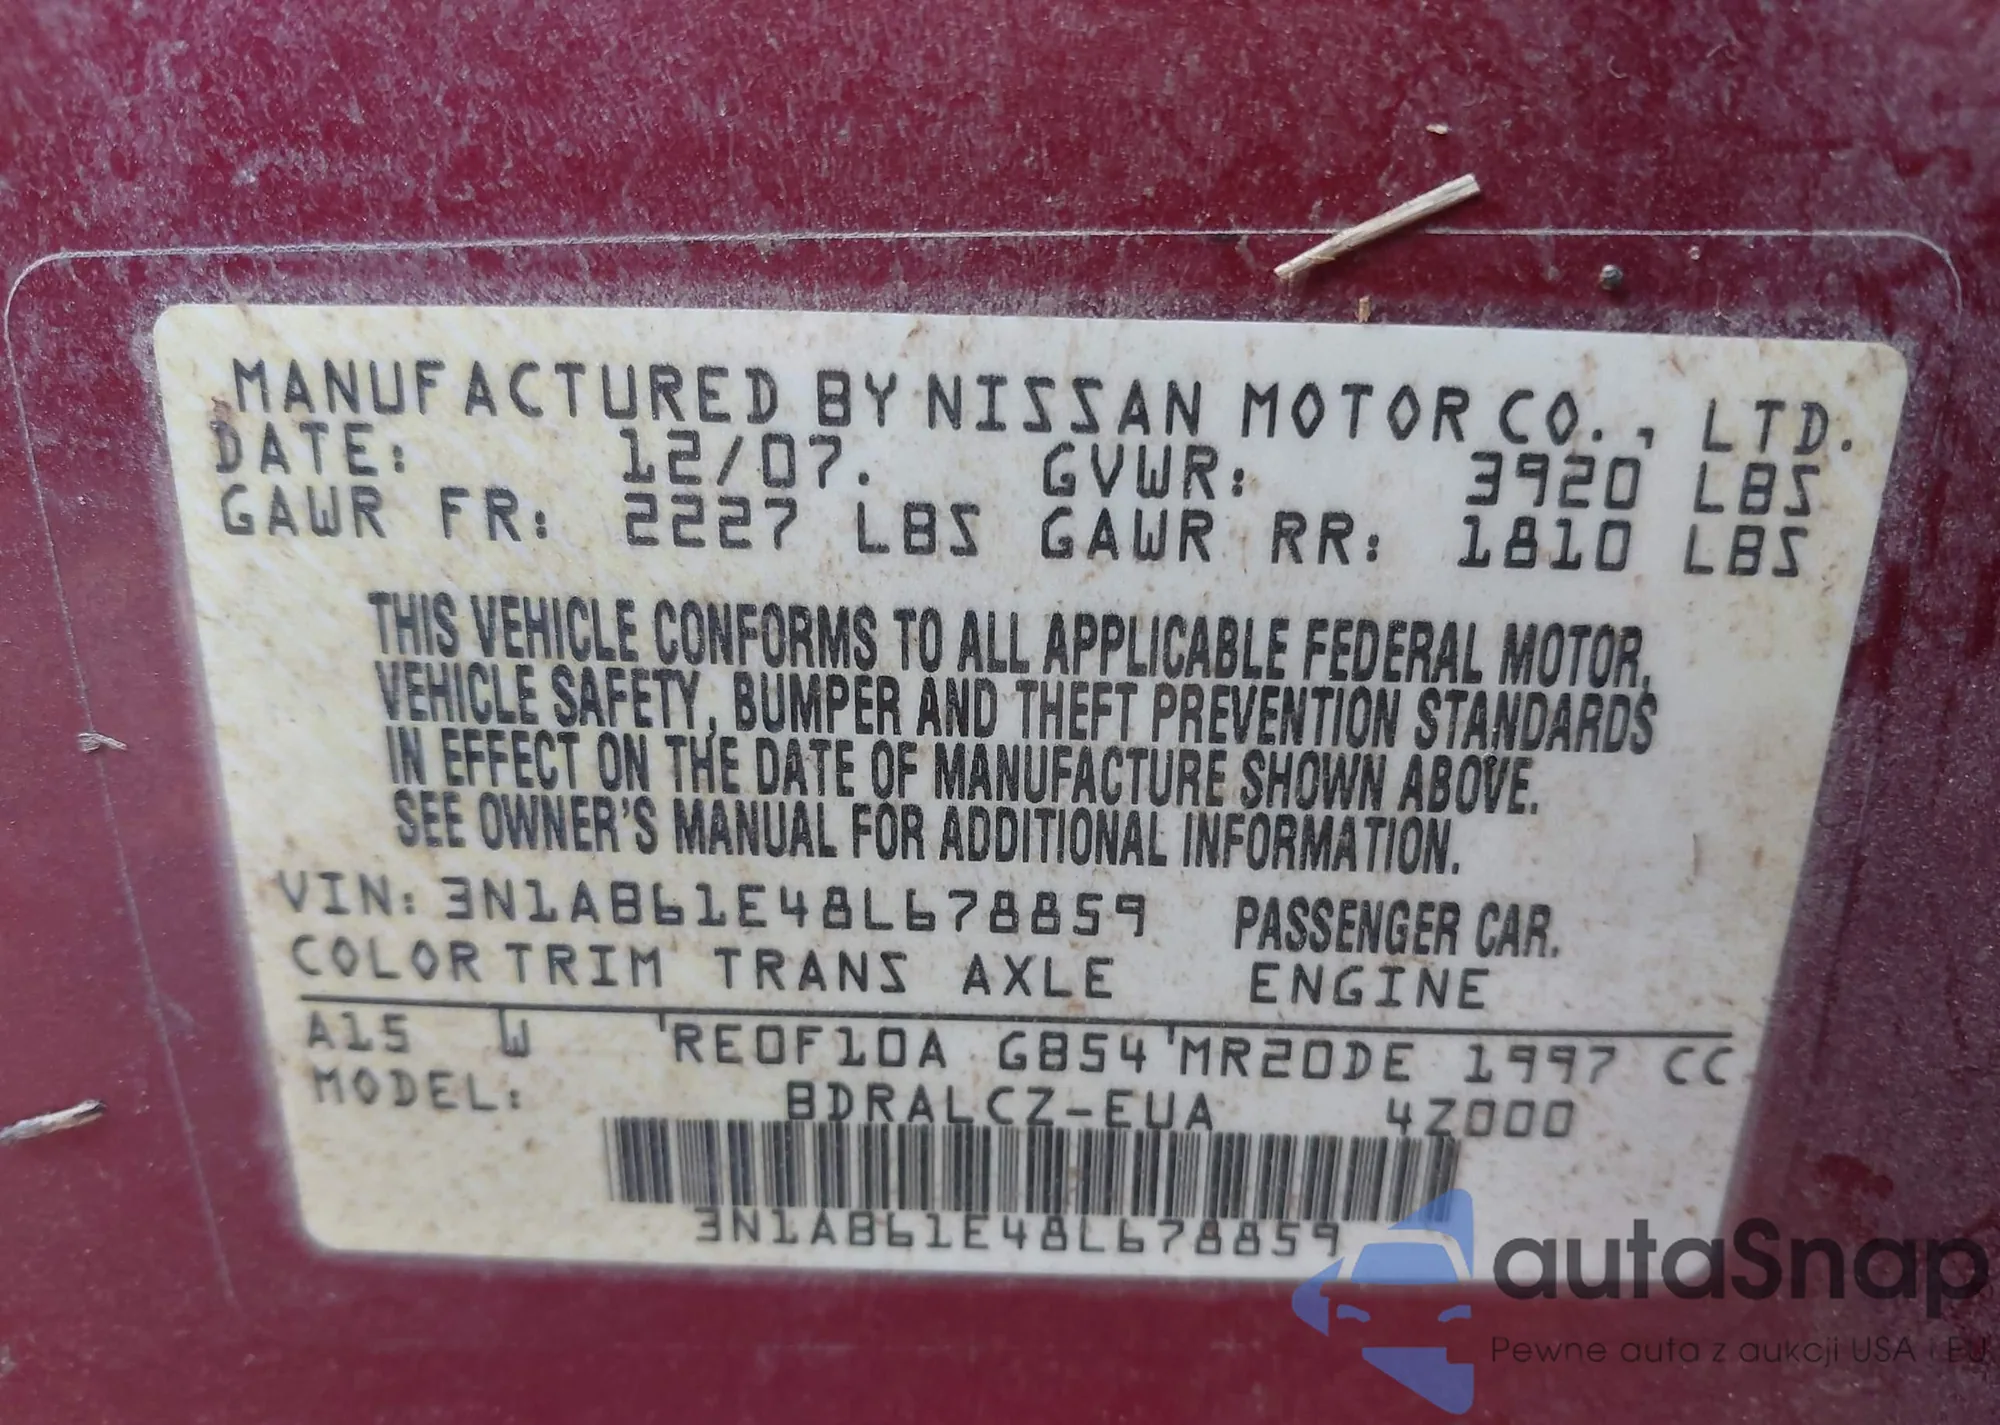 MANUFACTURED BY NISSAN MOTOR CO., LTD.
DATE: 12/07. GVWR: 3920 LBS
GAWR FR: 2227 LBS GAWR RR: 1810 LBS
THIS VEHICLE CONFORMS TO ALL APPLICABLE FEDERAL MOTOR,
VEHICLE SAFETY, BUMPER AND THEFT PREVENTION STANDARDS
IN EFFECT ON THE DATE OF MANUFACTURE SHOWN ABOVE.
SEE OWNER'S MANUAL FOR ADDITIONAL INFORMATION.
VIN: 3N1AB61E48L678859 PASSENGER CAR.
COLOR TRIM TRANS AXLE ENGINE
A15 W 'RE0F10A GB54 'MR20DE 1997 CC
MODEL: BDRALCZ-EUA 4Z000
3N1AB61E48L678859
autaSnap
Pewne auta z aukcji USA i EU